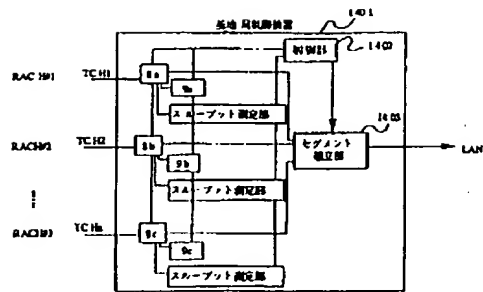 基地局制御装置
1401
制御部
1402
RACH#1
TCH1
8a
9a
スループット測定部
1403
RACH#2
TCH2
8b
セグメント
組立部
LAN
9b
スループット測定部
RACH#3
TCHn
8c
9c
スループット測定部